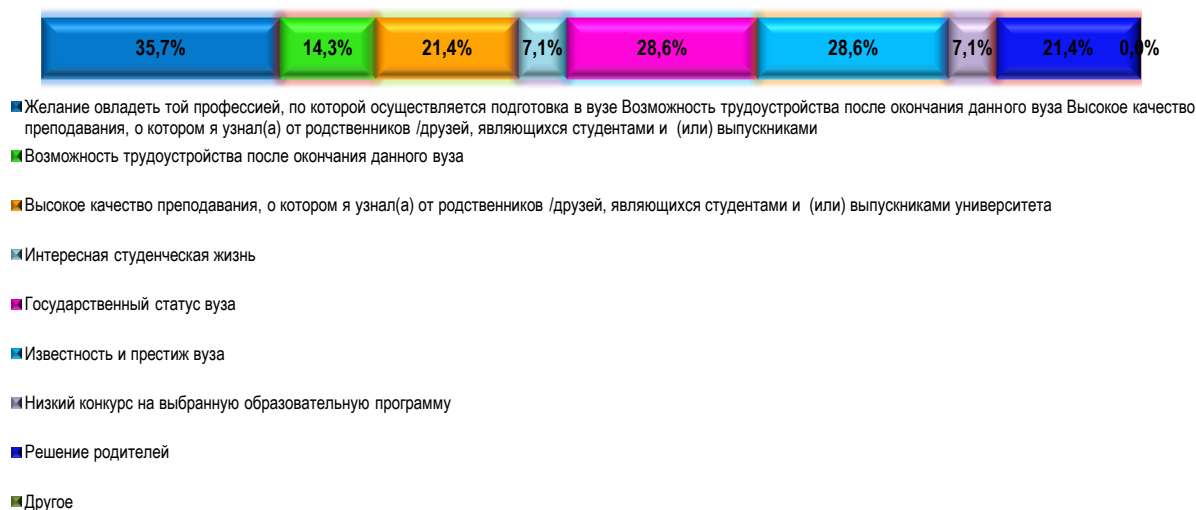 35,7% 14,3% 21,4% 7,1% 28,6% 28,6% 7,1% 21,4% 0,0%
Желание овладеть той профессией, по которой осуществляется подготовка в вузе Возможность трудоустройства после окончания данного вуза Высокое качество
преподавания, о котором я узнал(а) от родственников /друзей, являющихся студентами и (или) выпускниками
Возможность трудоустройства после окончания данного вуза
Высокое качество преподавания, о котором я узнал(а) от родственников /друзей, являющихся студентами и (или) выпускниками университета
Интересная студенческая жизнь
Государственный статус вуза
Известность и престиж вуза
Низкий конкурс на выбранную образовательную программу
Решение родителей
Другое